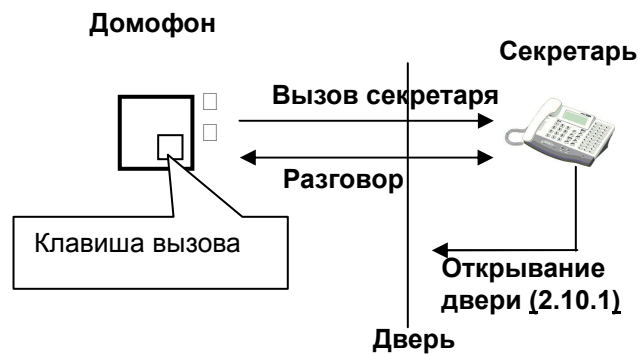 Домофон
Секретарь
Вызов секретаря
Разговор
Клавиша вызова
Открывание
двери (2.10.1)
Дверь